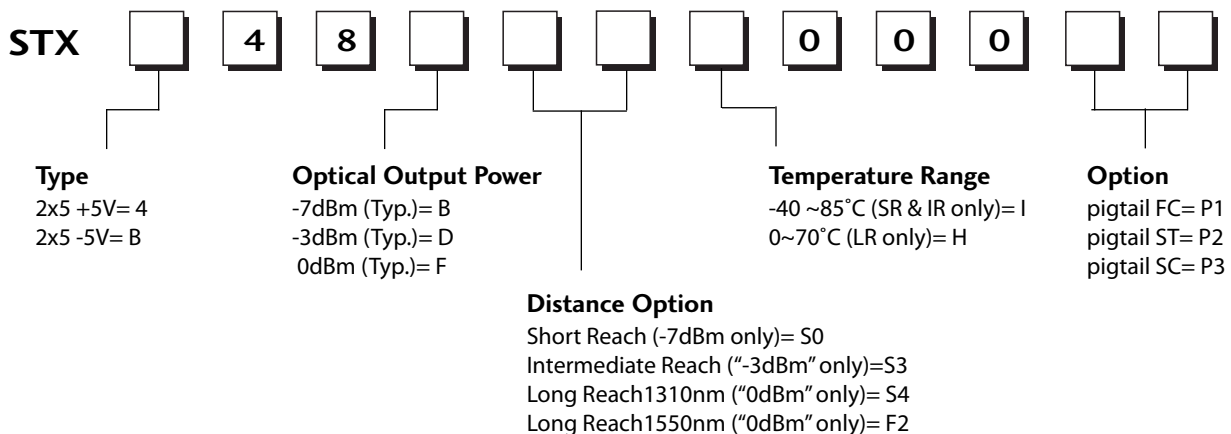 STX 4 8 0 0 0
Type
2x5 +5V= 4
2x5 -5V= B
Optical Output Power
-7dBm (Typ.)= B
-3dBm (Typ.)= D
0dBm (Typ.)= F
Temperature Range
-40 ~85˚C (SR & IR only)= I
0~70˚C (LR only)= H
Option
pigtail FC= P1
pigtail ST= P2
pigtail SC= P3
Distance Option
Short Reach (-7dBm only)= S0
Intermediate Reach (“-3dBm” only)=S3
Long Reach1310nm (“0dBm” only)= S4
Long Reach1550nm (“0dBm” only)= F2